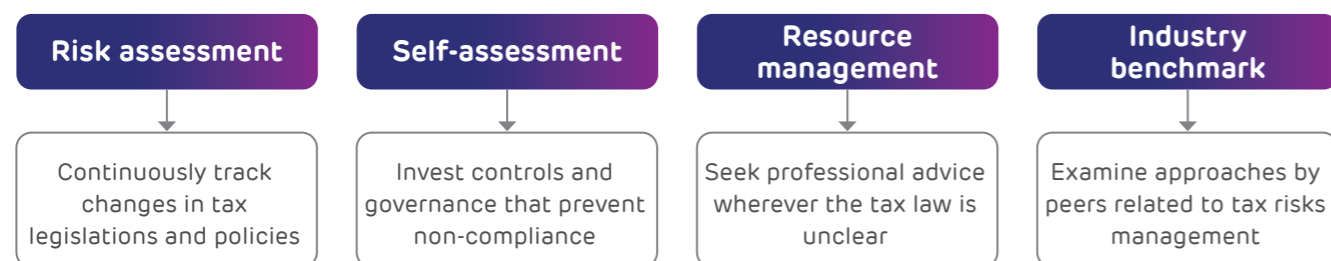 Risk assessment
Continuously track
changes in tax
legislations and policies
Self-assessment
Invest controls and
governance that prevent
non-compliance
Resource
management
Seek professional advice
wherever the tax law is
unclear
Industry
benchmark
Examine approaches by
peers related to tax risks
management